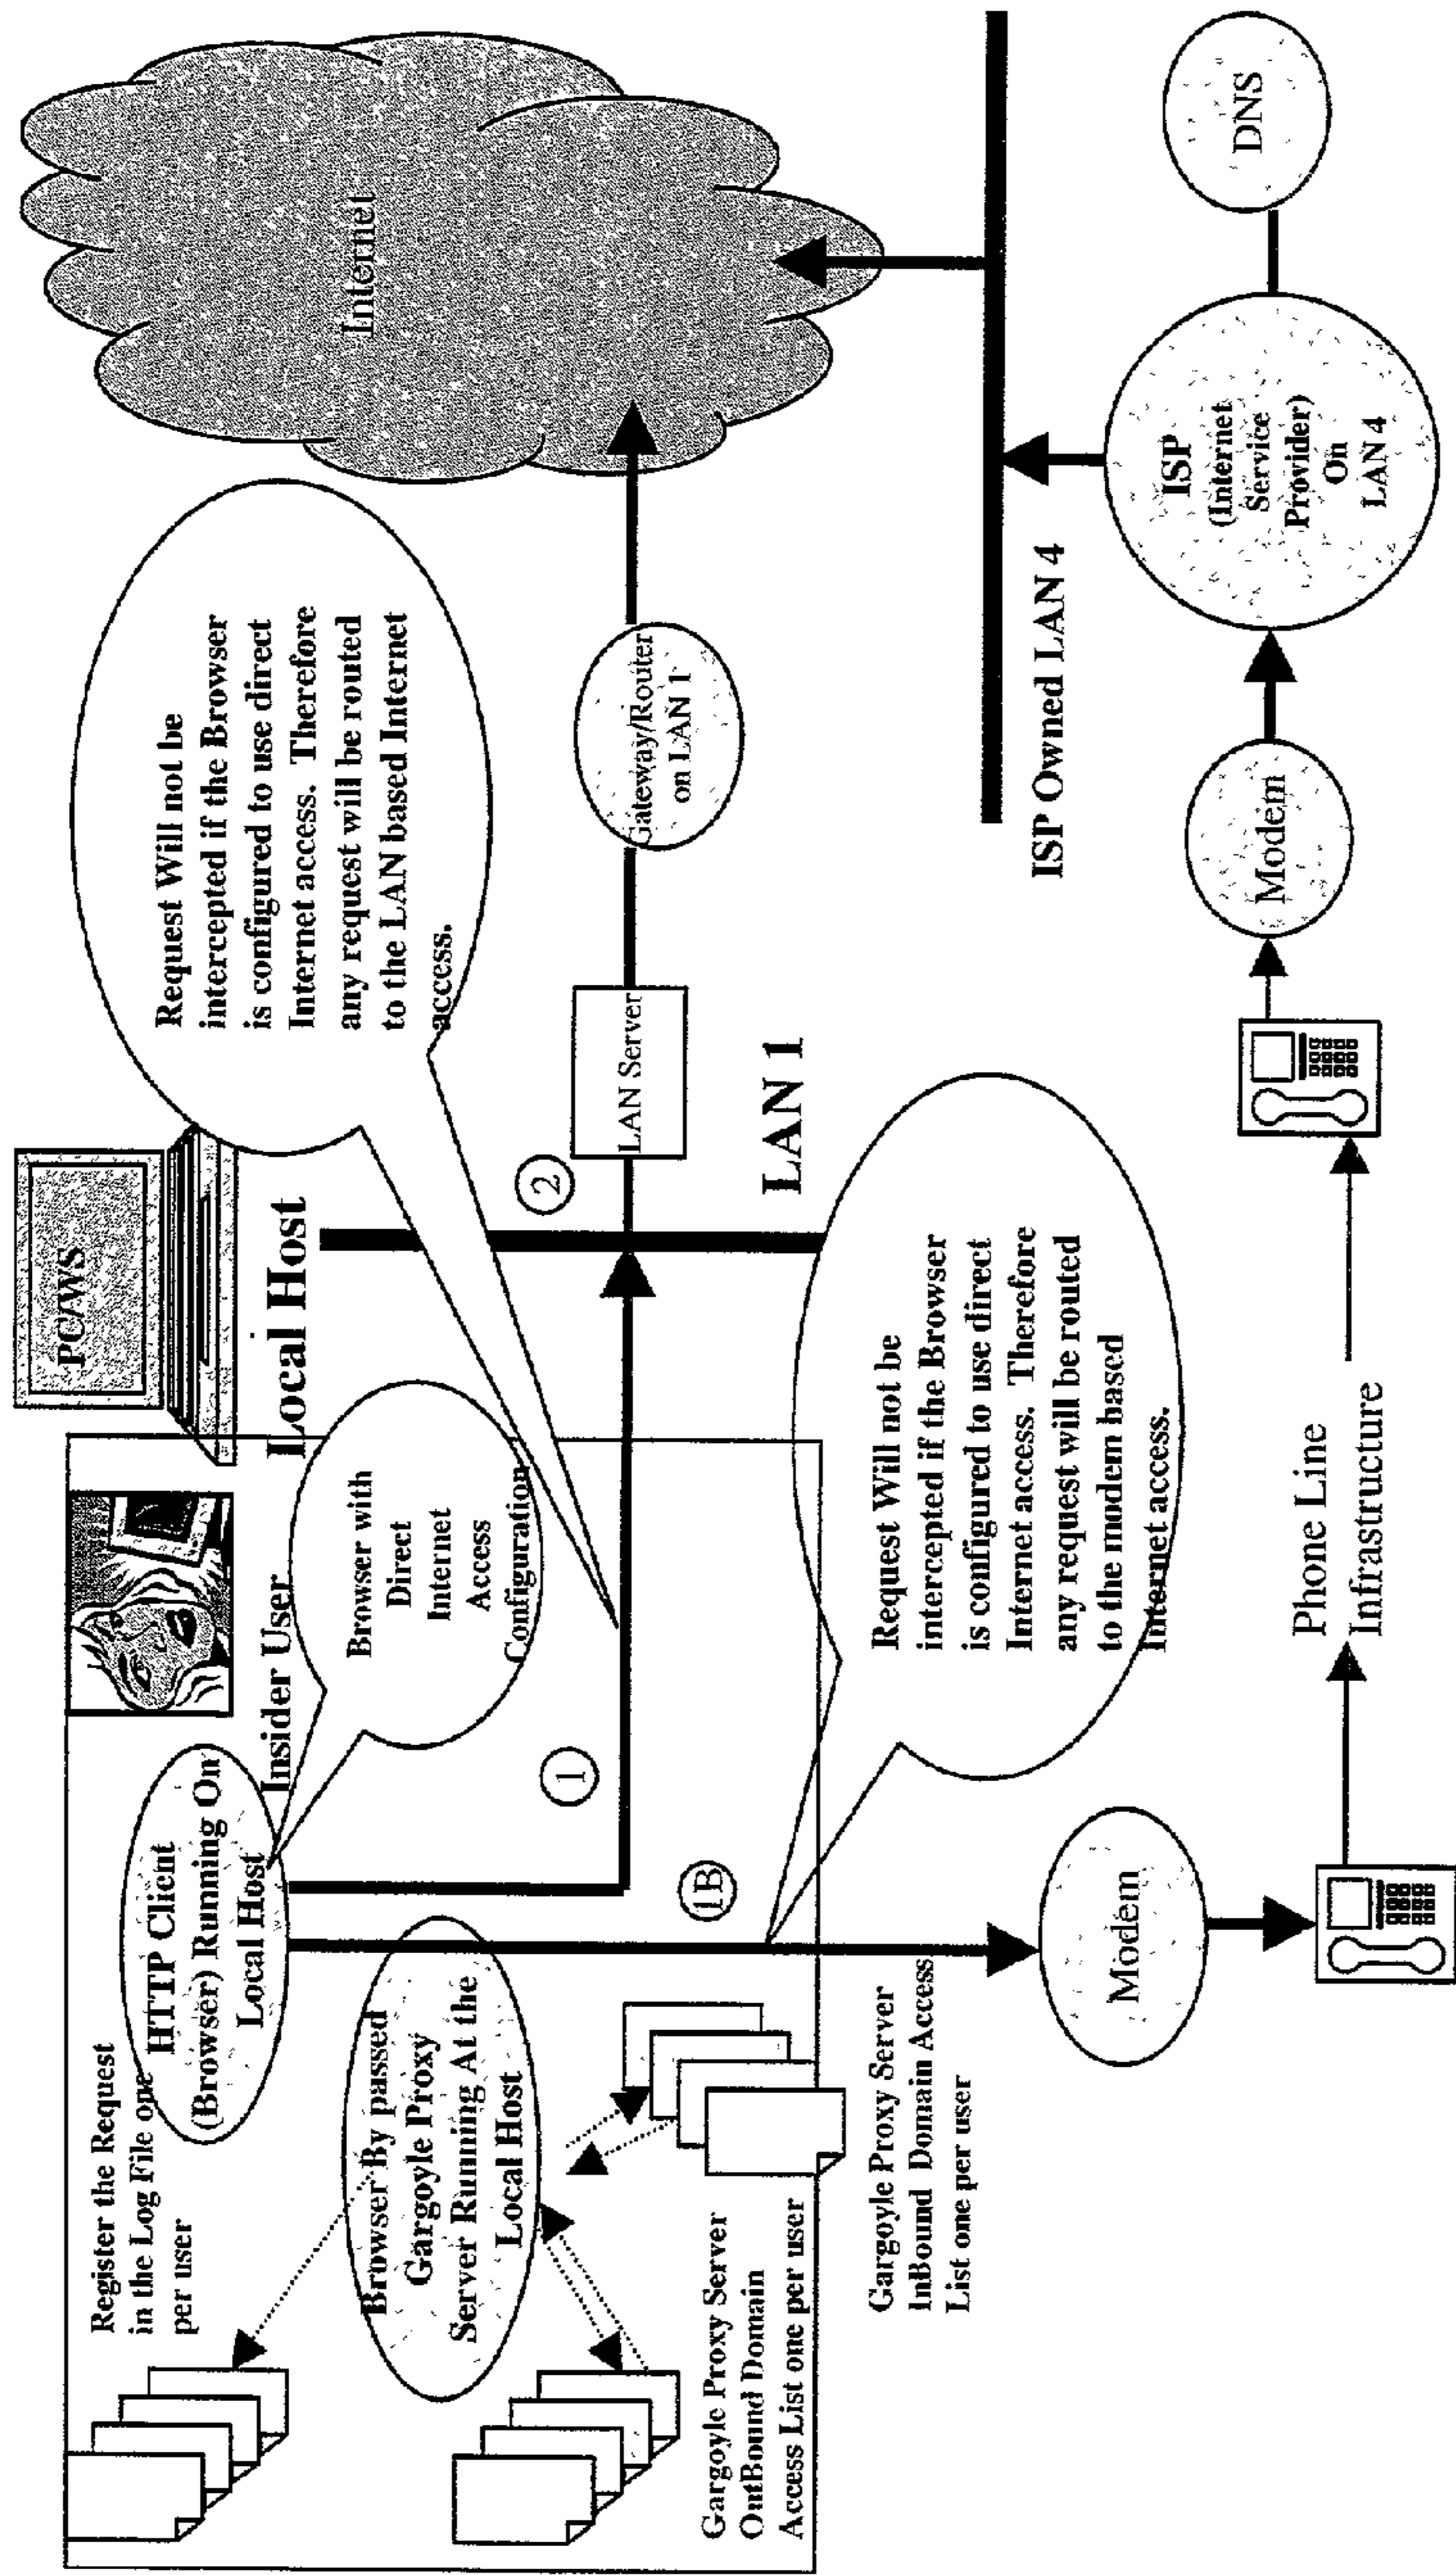 Register the Request
in the Log File one
per user
HTTP Client
(Browser) Running On
Local Host
Insider User
PC/WS
Local Host
Browser with
Direct
Internet
Access
Configuration
Request Will not be
intercepted if the Browser
is configured to use direct
Internet access. Therefore
any request will be routed
to the LAN based Internet
access.
Internet
Browser By passed
Gargoyle Proxy
Server Running At the
Local Host
1
2
LAN Server
Gateway/Router
on LAN 1
LAN 1
1B
Gargoyle Proxy Server
OutBound Domain
Access List one per user
Gargoyle Proxy Server
InBound Domain Access
List one per user
Request Will not be
intercepted if the Browser
is configured to use direct
Internet access. Therefore
any request will be routed
to the modem based
Internet access.
ISP Owned LAN 4
Modem
Phone Line
Infrastructure
Modem
ISP
(Internet
Service
Provider)
On
LAN 4
DNS